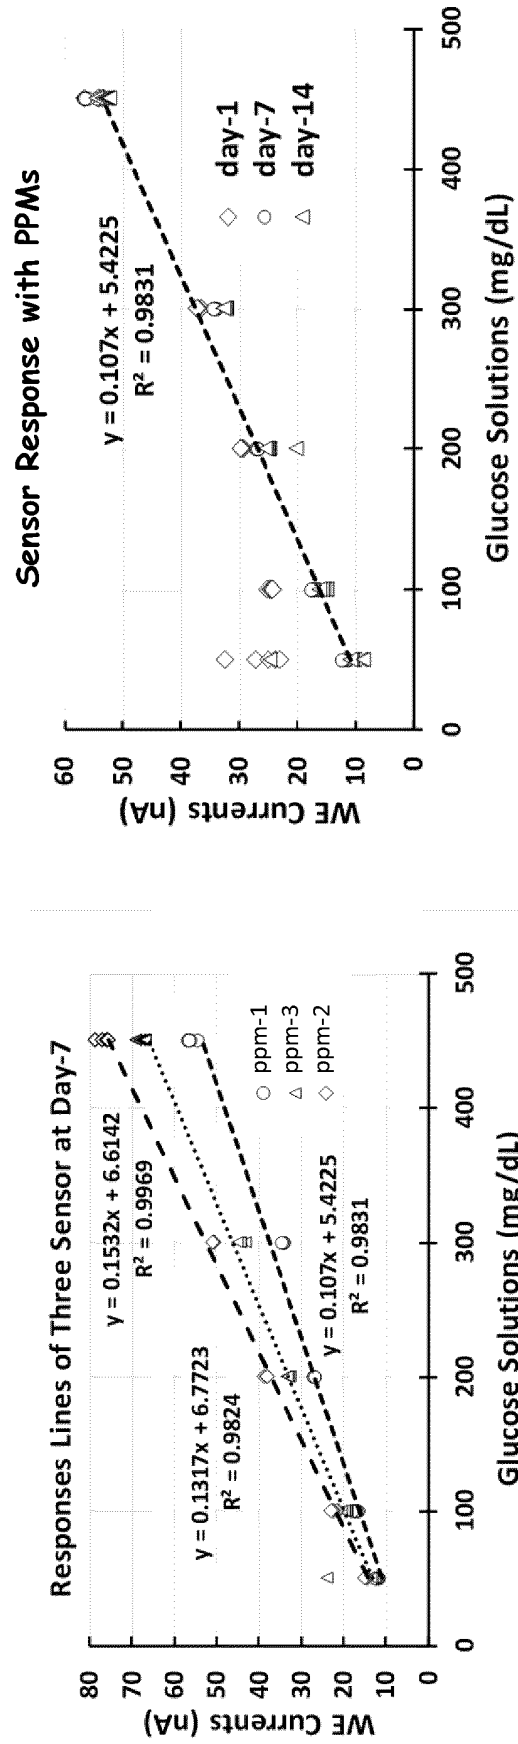 Responses Lines of Three Sensor at Day-7
y = 0.1532x + 6.6142
R² = 0.9969
y = 0.1317x + 6.7723
R² = 0.9824
y = 0.107x + 5.4225
R² = 0.9831
ppm-1
ppm-3
ppm-2
WE Currents (nA)
80
70
60
50
40
30
20
10
0
0
100
200
300
400
500
Glucose Solutions (mg/dL)
Sensor Response with PPMs
y = 0.107x + 5.4225
R² = 0.9831
day-1
day-7
day-14
WE Currents (nA)
60
50
40
30
20
10
0
0
100
200
300
400
500
Glucose Solutions (mg/dL)